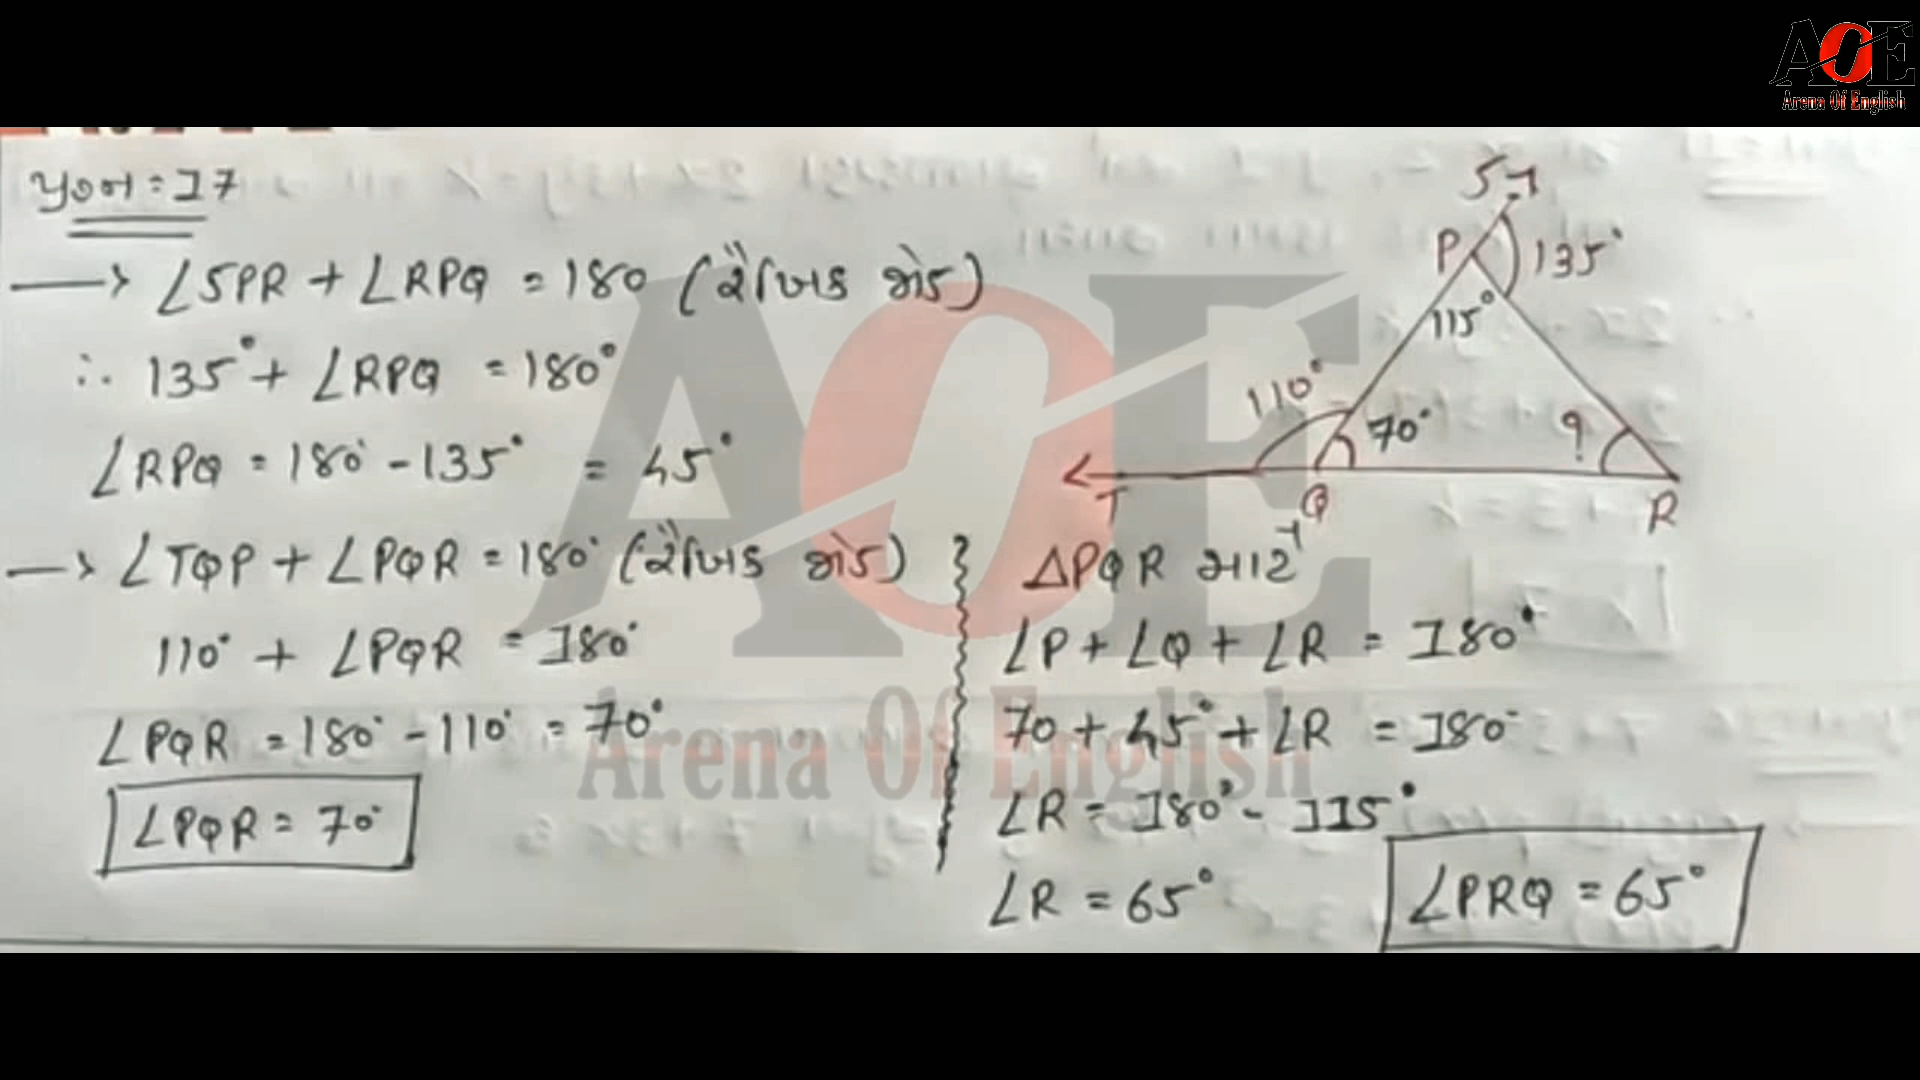 AOE
Arena Of English
પ્રશ્ન = 17
→ ∠SPR + ∠RPQ = 180 (રૈખિક જોડ)
∴ 135° + ∠RPQ = 180°
∠RPQ = 180° - 135° = 45°
→ ∠TQP + ∠PQR = 180° (રૈખિક જોડ)
110° + ∠PQR = 180°
∠PQR = 180° - 110° = 70°
∠PQR = 70°
S
P 135°
115°
110° 70° ?
T Q R
△PQR માટે
∠P + ∠Q + ∠R = 180°
70 + 45° + ∠R = 180°
∠R = 180° - 115°
∠R = 65°
∠PRQ = 65°
AOE
Arena Of English